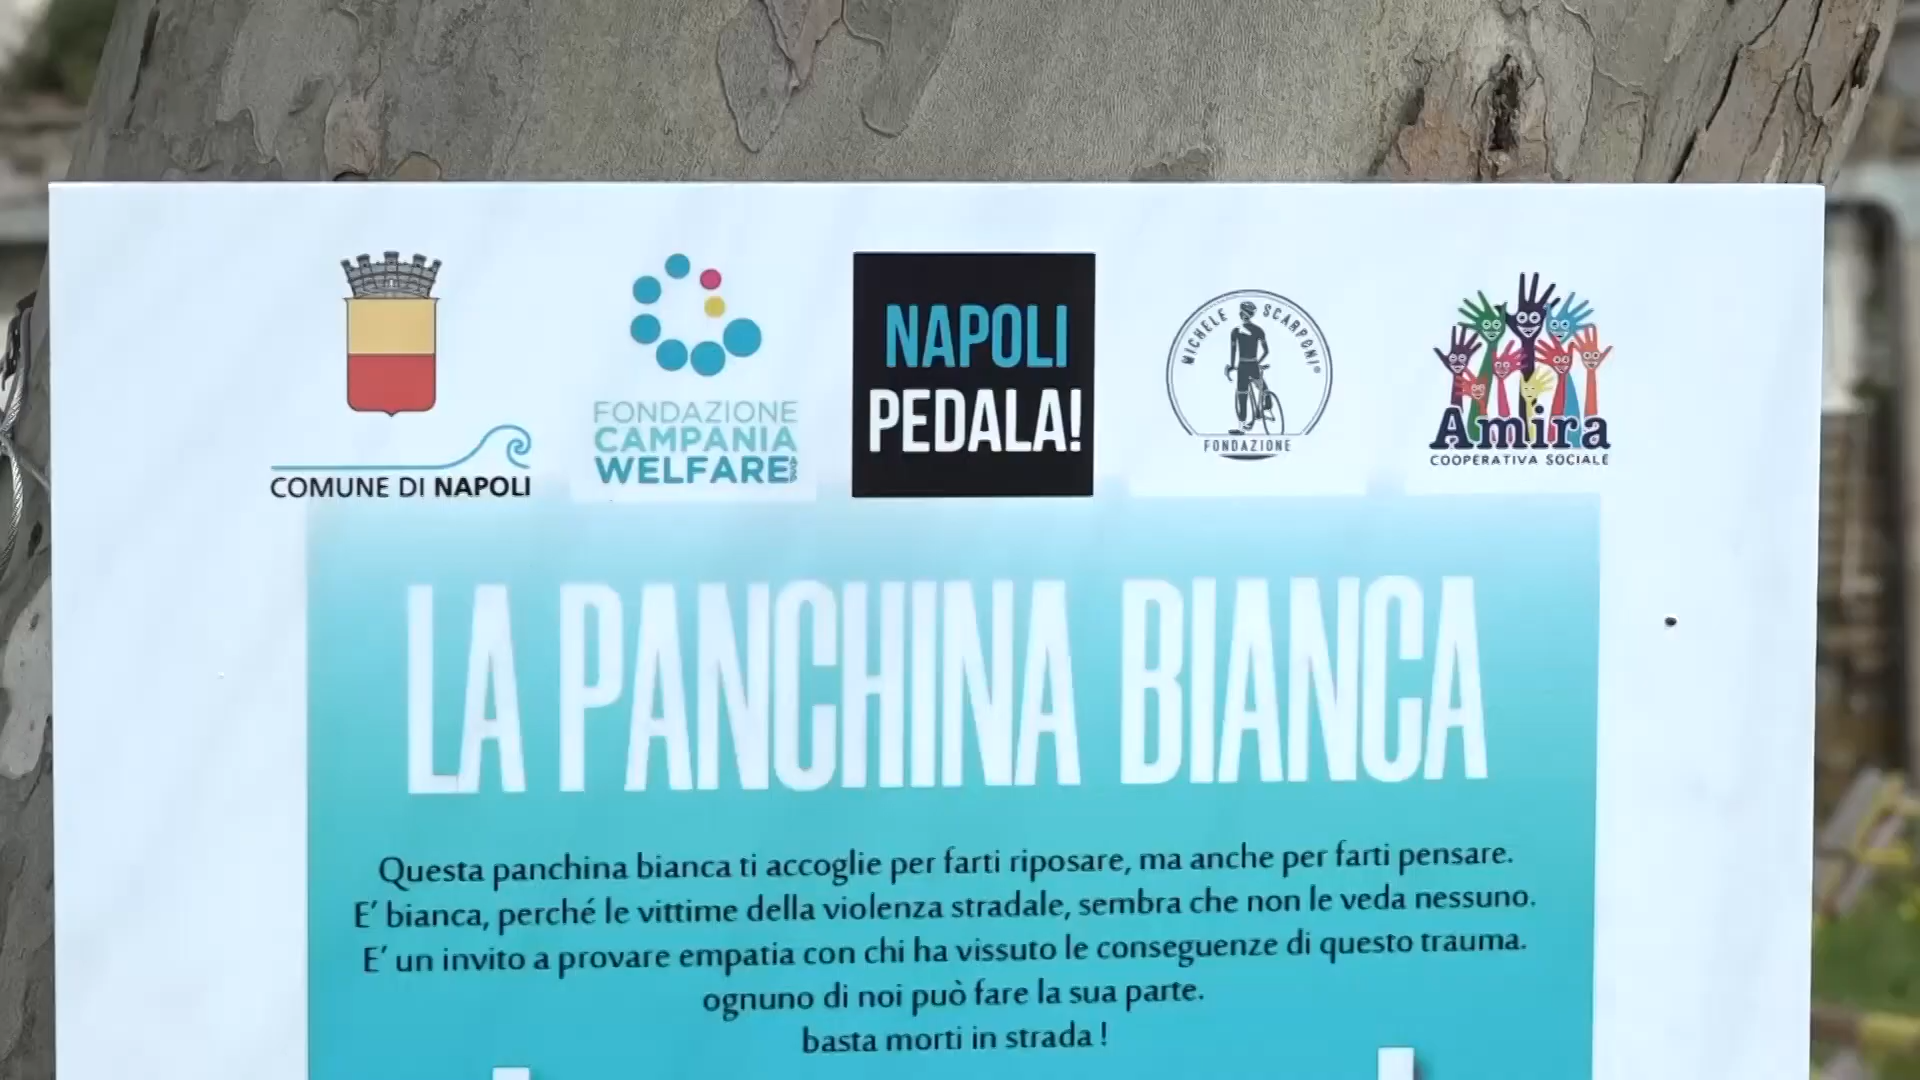 COMUNE DI NAPOLI
FONDAZIONE
CAMPANIA
WELFARE
NAPOLI
PEDALA!
MICHELE SCARPONI
FONDAZIONE
Amira
COOPERATIVA SOCIALE
LA PANCHINA BIANCA
Questa panchina bianca ti accoglie per farti riposare, ma anche per farti pensare.
E' bianca, perché le vittime della violenza stradale, sembra che non le veda nessuno.
E' un invito a provare empatia con chi ha vissuto le conseguenze di questo trauma.
ognuno di noi può fare la sua parte.
basta morti in strada !